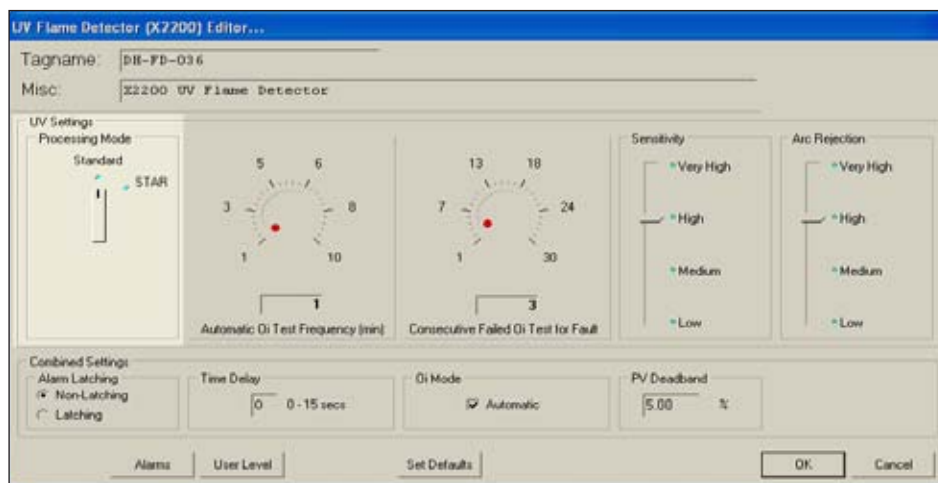 UV Flame Detector (X2200) Editor...
Tagname: DH-FD-036
Misc: X2200 UV Flame Detector
UV Settings
Processing Mode
Standard
STAR
5 6
3 8
1 10
1
Automatic Oi Test Frequency (min)
13 18
7 24
1 30
3
Consecutive Failed Oi Test for Fault
Sensitivity
Very High
High
Medium
Low
Arc Rejection
Very High
High
Medium
Low
Combined Settings
Alarm Latching
Non-Latching
Latching
Time Delay
0 0 - 15 secs
Oi Mode
Automatic
PV Deadband
5.00 %
Alarms User Level Set Defaults OK Cancel